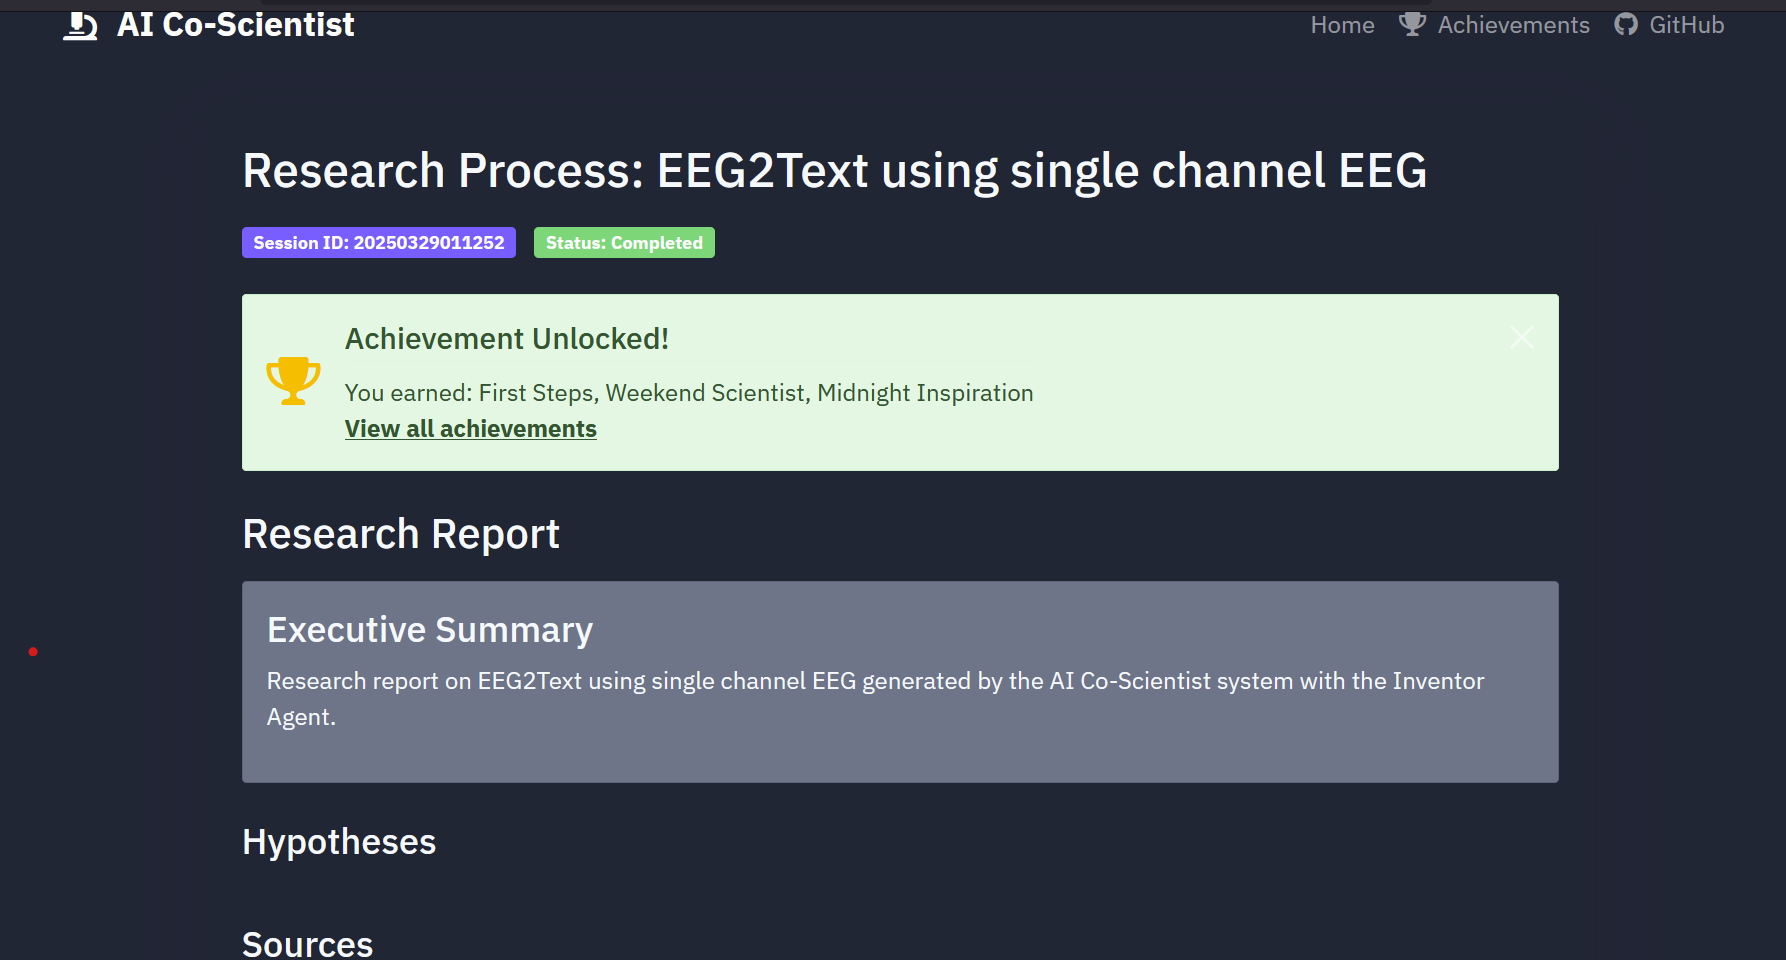 AI Co-Scientist
Home Achievements GitHub
Research Process: EEG2Text using single channel EEG
Session ID: 20250329011252 Status: Completed
Achievement Unlocked!
You earned: First Steps, Weekend Scientist, Midnight Inspiration
View all achievements
Research Report
Executive Summary
Research report on EEG2Text using single channel EEG generated by the AI Co-Scientist system with the Inventor
Agent.
Hypotheses
Sources